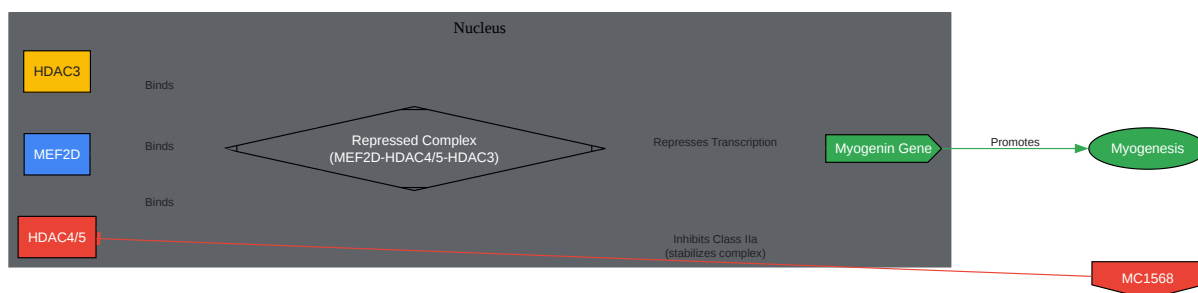 Nucleus
HDAC3
Binds
MEF2D
Binds
Repressed Complex
(MEF2D-HDAC4/5-HDAC3)
Represses Transcription
Myogenin Gene
Promotes
Myogenesis
Binds
HDAC4/5
Inhibits Class IIa
(stabilizes complex)
MC1568